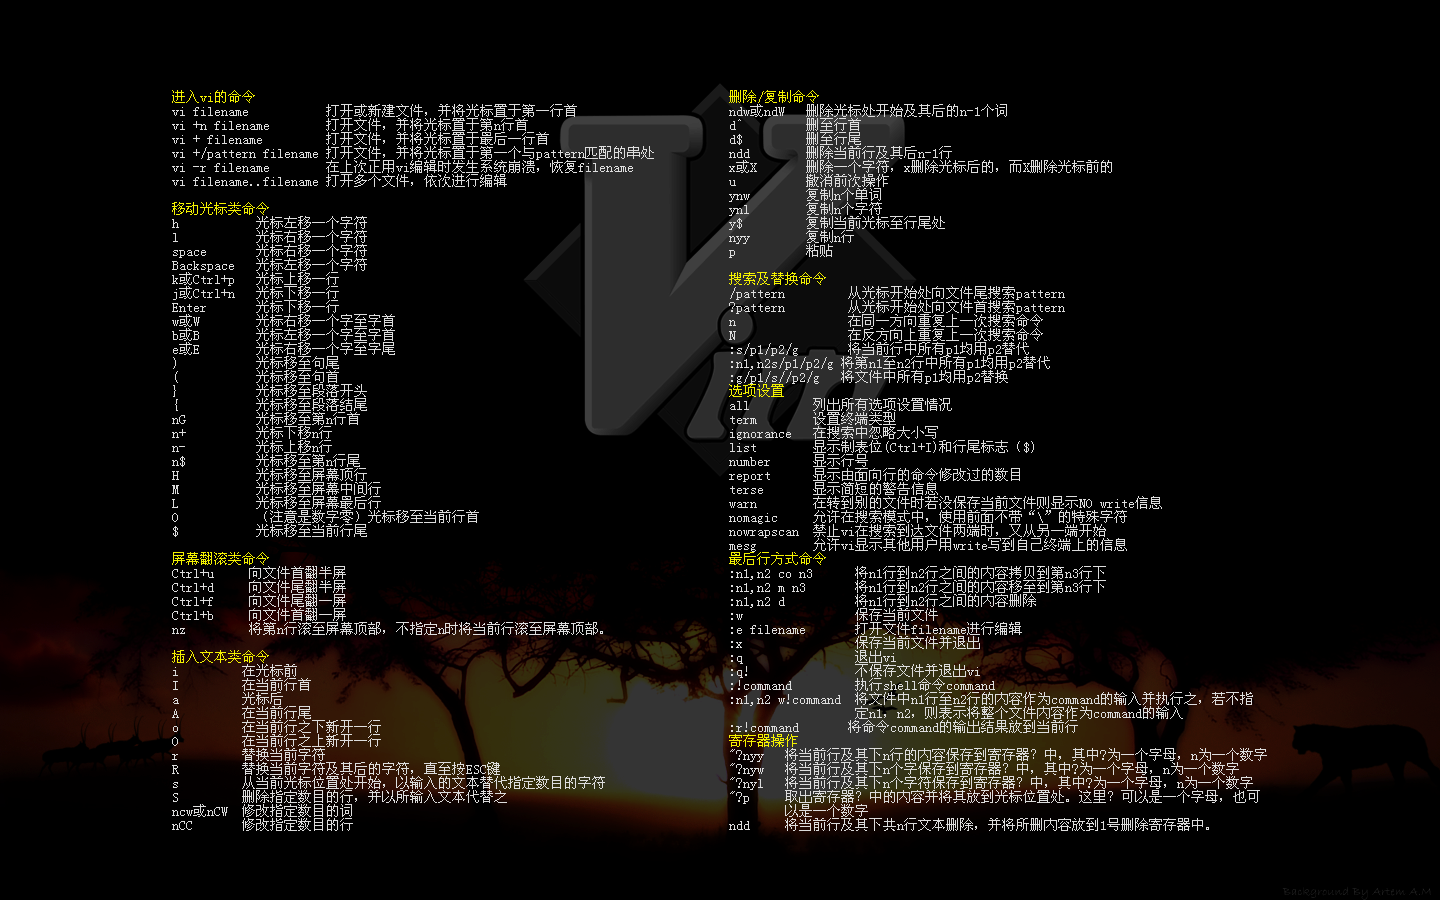 进入vi的命令
vi filename 打开或新建文件，并将光标置于第一行首
vi +n filename 打开文件，并将光标置于第n行首
vi + filename 打开文件，并将光标置于最后一行首
vi +/pattern filename 打开文件，并将光标置于第一个与pattern匹配的串处
vi -r filename 在上次正用vi编辑时发生系统崩溃，恢复filename
vi filename..filename 打开多个文件，依次进行编辑
移动光标类命令
h 光标左移一个字符
l 光标右移一个字符
space 光标右移一个字符
Backspace 光标左移一个字符
k或Ctrl+p 光标上移一行
j或Ctrl+n 光标下移一行
Enter 光标下移一行
w或W 光标右移一个字至字首
b或B 光标左移一个字至字首
e或E 光标右移一个字至字尾
) 光标移至句尾
( 光标移至句首
} 光标移至段落开头
{ 光标移至段落结尾
nG 光标移至第n行首
n+ 光标下移n行
n- 光标上移n行
n$ 光标移至第n行尾
H 光标移至屏幕顶行
M 光标移至屏幕中间行
L 光标移至屏幕最后行
0 （注意是数字零）光标移至当前行首
$ 光标移至当前行尾
屏幕翻滚类命令
Ctrl+u 向文件首翻半屏
Ctrl+d 向文件尾翻半屏
Ctrl+f 向文件尾翻一屏
Ctrl+b 向文件首翻一屏
nz 将第n行滚至屏幕顶部，不指定n时将当前行滚至屏幕顶部。
插入文本类命令
i 在光标前
I 在当前行首
a 光标后
A 在当前行尾
o 在当前行之下新开一行
O 在当前行之上新开一行
r 替换当前字符
R 替换当前字符及其后的字符，直至按ESC键
s 从当前光标位置处开始，以输入的文本替代指定数目的字符
S 删除指定数目的行，并以所输入文本代替之
ncw或nCW 修改指定数目的词
nCC 修改指定数目的行
删除/复制命令
ndw或ndW 删除光标处开始及其后的n-1个词
d^ 删至行首
d$ 删至行尾
ndd 删除当前行及其后n-1行
x或X 删除一个字符，x删除光标后的，而X删除光标前的
u 撤消前次操作
ynw 复制n个单词
ynl 复制n个字符
y$ 复制当前光标至行尾处
nyy 复制n行
p 粘贴
搜索及替换命令
/pattern 从光标开始处向文件尾搜索pattern
?pattern 从光标开始处向文件首搜索pattern
n 在同一方向重复上一次搜索命令
N 在反方向上重复上一次搜索命令
:s/p1/p2/g 将当前行中所有p1均用p2替代
:n1,n2s/p1/p2/g 将第n1至n2行中所有p1均用p2替代
:g/p1/s//p2/g 将文件中所有p1均用p2替换
选项设置
all 列出所有选项设置情况
term 设置终端类型
ignorance 在搜索中忽略大小写
list 显示制表位(Ctrl+I)和行尾标志（$)
number 显示行号
report 显示由面向行的命令修改过的数目
terse 显示简短的警告信息
warn 在转到别的文件时若没保存当前文件则显示NO write信息
nomagic 允许在搜索模式中，使用前面不带“\”的特殊字符
nowrapscan 禁止vi在搜索到达文件两端时，又从另一端开始
mesg 允许vi显示其他用户用write写到自己终端上的信息
最后行方式命令
:n1,n2 co n3 将n1行到n2行之间的内容拷贝到第n3行下
:n1,n2 m n3 将n1行到n2行之间的内容移至到第n3行下
:n1,n2 d 将n1行到n2行之间的内容删除
:w 保存当前文件
:e filename 打开文件filename进行编辑
:x 保存当前文件并退出
:q 退出vi
:q! 不保存文件并退出vi
:!command 执行shell命令command
:n1,n2 w!command 将文件中n1行至n2行的内容作为command的输入并执行之，若不指
定n1，n2，则表示将整个文件内容作为command的输入
:r!command 将命令command的输出结果放到当前行
寄存器操作
"?nyy 将当前行及其下n行的内容保存到寄存器？中，其中?为一个字母，n为一个数字
"?nyw 将当前行及其下n个字保存到寄存器？中，其中?为一个字母，n为一个数字
"?nyl 将当前行及其下n个字符保存到寄存器？中，其中?为一个字母，n为一个数字
"?p 取出寄存器？中的内容并将其放到光标位置处。这里？可以是一个字母，也可
以是一个数字
ndd 将当前行及其下共n行文本删除，并将所删内容放到1号删除寄存器中。
Vim
Background By Artem A.M